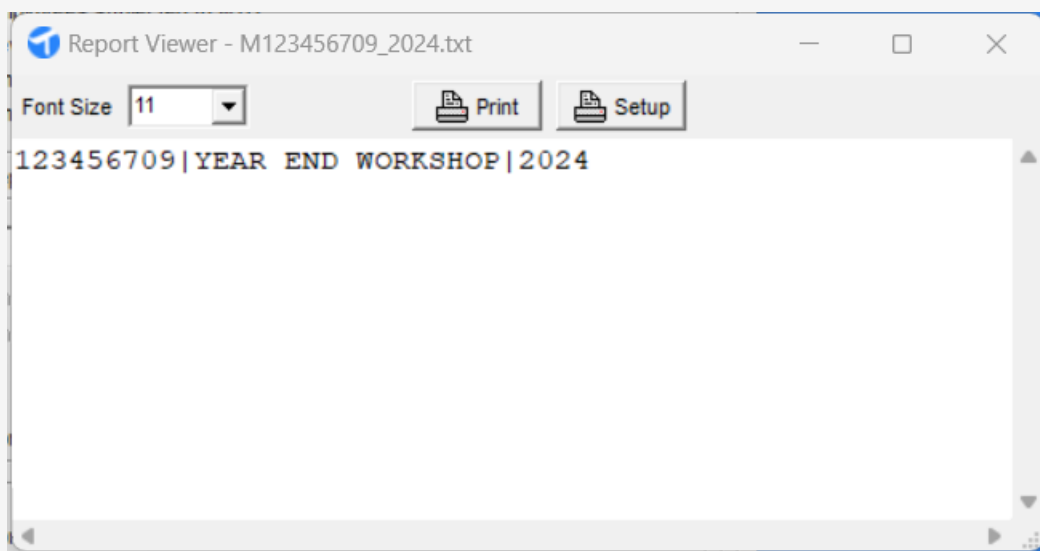 Report Viewer - M123456709_2024.txt
Font Size 11 Print Setup
123456709|YEAR END WORKSHOP|2024